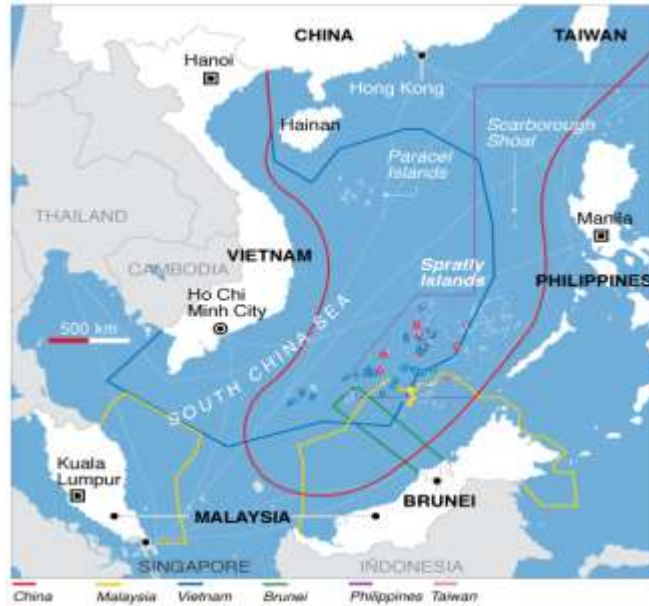 CHINA
TAIWAN
Hanoi
Hong Kong
Hainan
Scarborough
Shoal
Paracel
Islands
THAILAND
Manila
VIETNAM
CAMBODIA
Spratly
Islands
PHILIPPINES
Ho Chi
Minh City
500 km
SOUTH CHINA SEA
Kuala
Lumpur
BRUNEI
MALAYSIA
SINGAPORE
INDONESIA
China
Malaysia
Vietnam
Brunei
Philippines
Taiwan